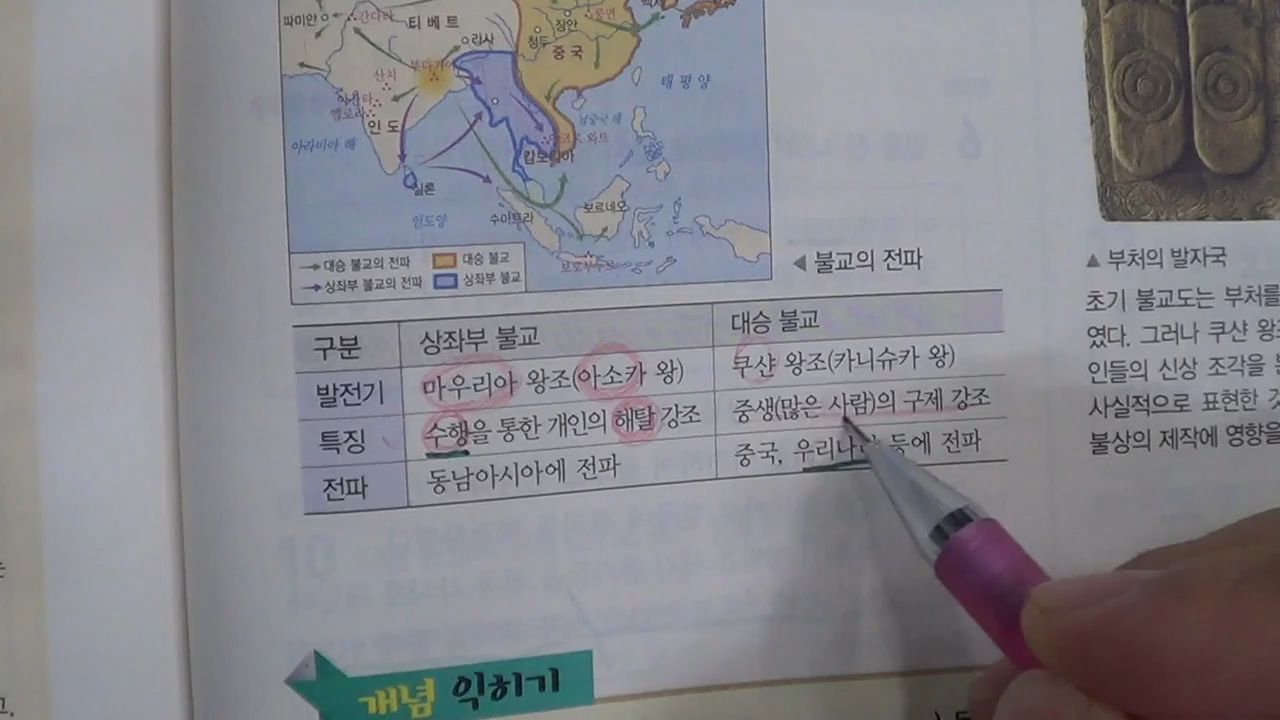 파미안
간다라
티 베 트
라사
장안
청두
중 국
태 평 양
산치
인 도
아라비아 해
실론
인도양
캄보디아
수마트라
보르네오
대승 불교의 전파
대승 불교
상좌부 불교의 전파
상좌부 불교
◀ 불교의 전파
▲ 부처의 발자국
초기 불교도는 부처를
였다. 그러나 쿠샨 왕
인들의 신상 조각을
사실적으로 표현한
불상의 제작에 영향을
구분 상좌부 불교 대승 불교
발전기 마우리아 왕조(아소카 왕) 쿠샨 왕조(카니슈카 왕)
특징 수행을 통한 개인의 해탈 강조 중생(많은 사람)의 구제 강조
전파 동남아시아에 전파 중국, 우리나라 등에 전파
개념 익히기